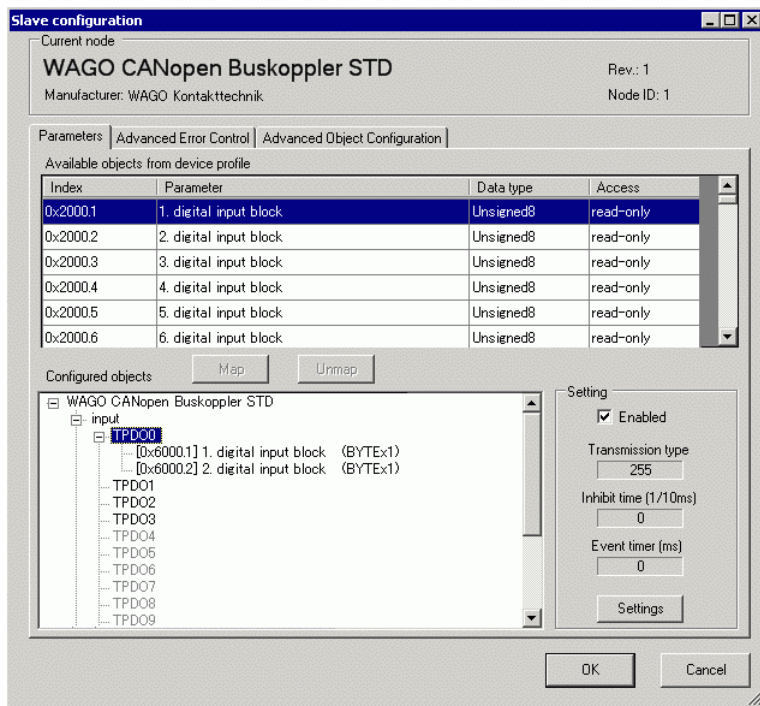 Slave configuration
Current node
WAGO CANopen Buskoppler STD
Rev.: 1
Manufacturer: WAGO Kontakttechnik
Node ID: 1
Parameters Advanced Error Control Advanced Object Configuration
Available objects from device profile
Index Parameter Data type Access
0x2000.1 1. digital input block Unsigned8 read-only
0x2000.2 2. digital input block Unsigned8 read-only
0x2000.3 3. digital input block Unsigned8 read-only
0x2000.4 4. digital input block Unsigned8 read-only
0x2000.5 5. digital input block Unsigned8 read-only
0x2000.6 6. digital input block Unsigned8 read-only
Configured objects
Map Unmap
WAGO CANopen Buskoppler STD
input
TPDO0
[0x6000.1] 1. digital input block (BYTEx1)
[0x6000.2] 2. digital input block (BYTEx1)
TPDO1
TPDO2
TPDO3
TPDO4
TPDO5
TPDO6
TPDO7
TPDO8
TPDO9
Setting
Enabled
Transmission type
255
Inhibit time (1/10ms)
0
Event timer (ms)
0
Settings
OK Cancel